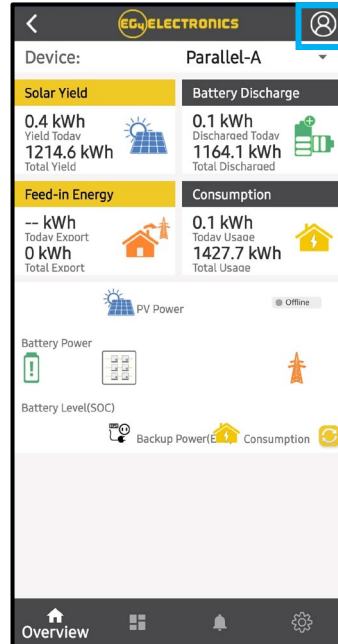 EG4 ELECTRONICS
Device: Parallel-A
Solar Yield
0.4 kWh
Yield Today
1214.6 kWh
Total Yield
Battery Discharge
0.1 kWh
Discharged Today
1164.1 kWh
Total Discharged
Feed-in Energy
-- kWh
Today Export
0 kWh
Total Export
Consumption
0.1 kWh
Today Usage
1427.7 kWh
Total Usage
PV Power
Offline
Battery Power
Battery Level(SOC)
Backup Power(E
Consumption
Overview